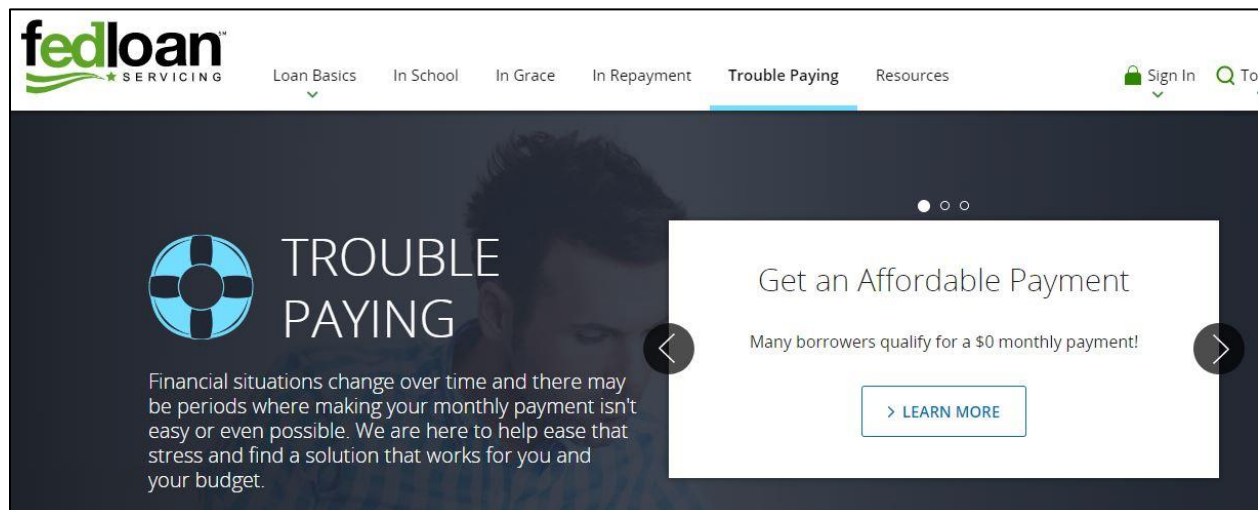 fedloan
SERVICING
Loan Basics
In School
In Grace
In Repayment
Trouble Paying
Resources
Sign In
TROUBLE
PAYING
Financial situations change over time and there may
be periods where making your monthly payment isn't
easy or even possible. We are here to help ease that
stress and find a solution that works for you and
your budget.
Get an Affordable Payment
Many borrowers qualify for a $0 monthly payment!
> LEARN MORE